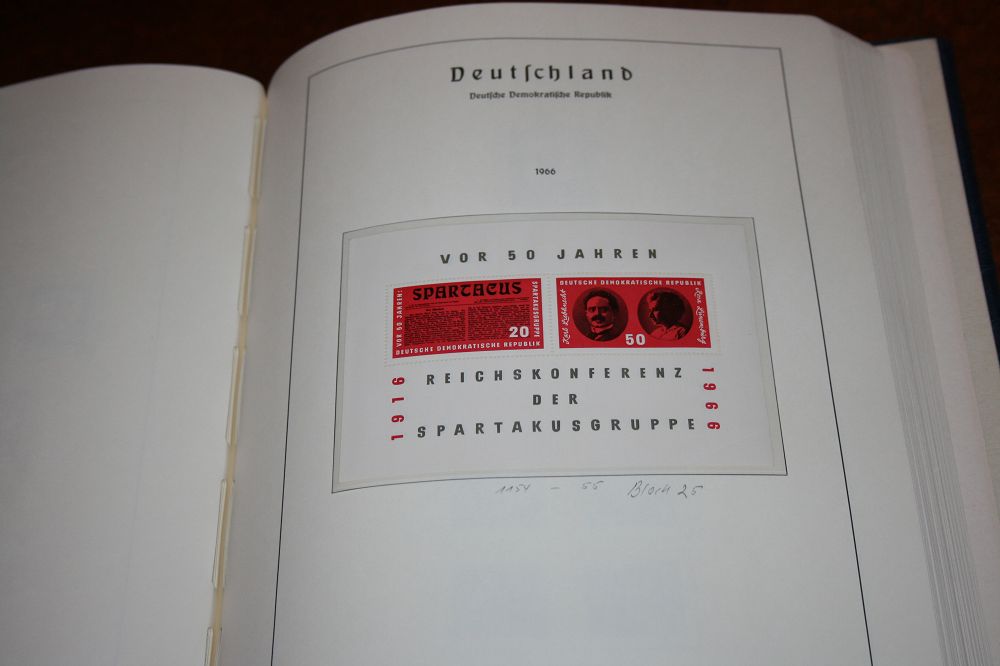 Deutschland
Deutsche Demokratische Republik
1966
VOR 50 JAHREN
VOR 50 JAHREN:
SPARTACUS
SPARTAKUSGRUPPE
20
DEUTSCHE DEMOKRATISCHE REPUBLIK
DEUTSCHE DEMOKRATISCHE REPUBLIK
Karl Liebknecht
Rosa Luxemburg
50
1916
REICHSKONFERENZ
DER
SPARTAKUSGRUPPE
1966
1154 - 55 Block 25